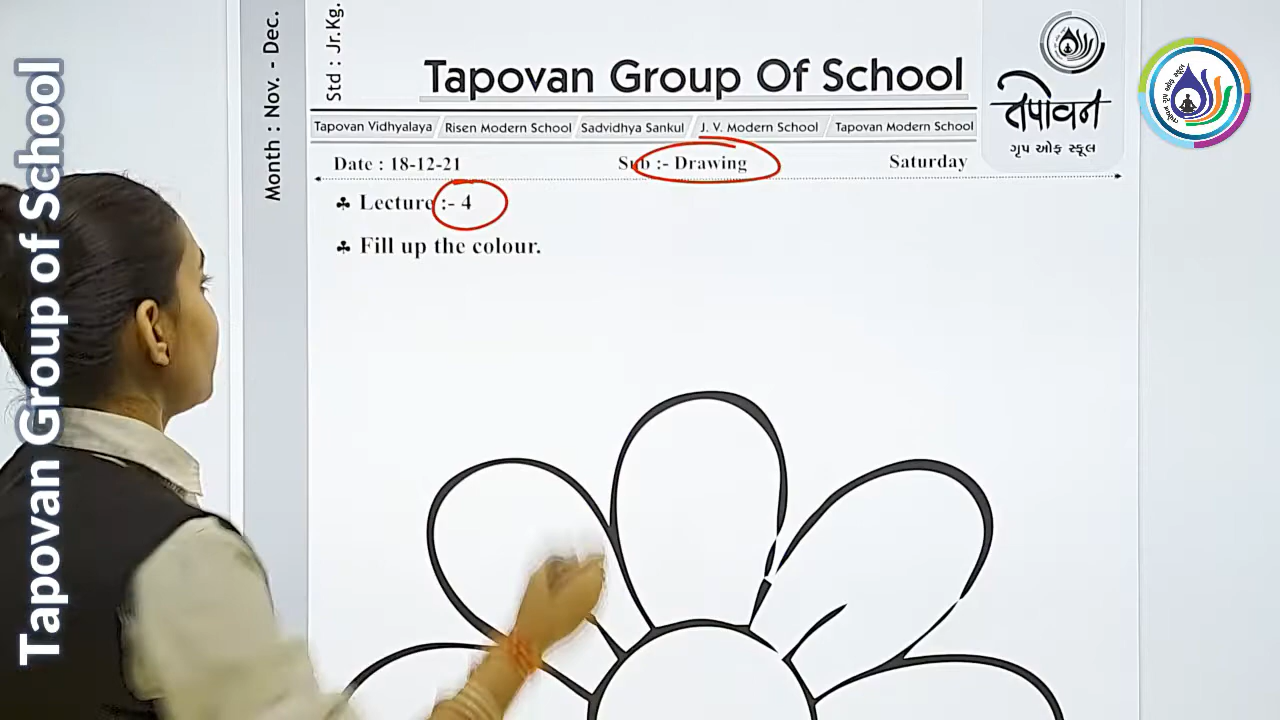 Tapovan Group of School
Month : Nov. - Dec.
Std : Jr.Kg.
Tapovan Group Of School
Tapovan Vidhyalaya / Risen Modern School / Sadvidhya Sankul / J. V. Modern School / Tapovan Modern School
તપોવન
ગૃપ ઓફ સ્કૂલ
Date : 18-12-21 Sub :- Drawing Saturday
♣ Lecture :- 4
♣ Fill up the colour.